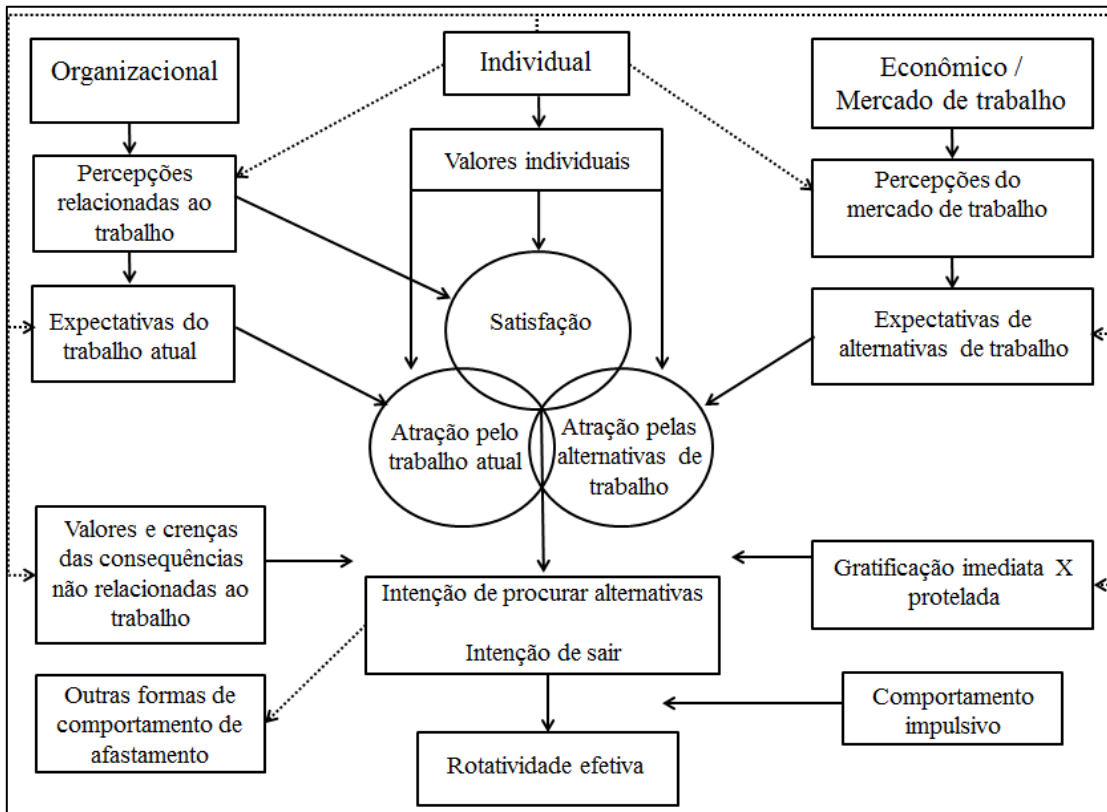 Organizacional
Individual
Econômico /
Mercado de trabalho
Percepções
relacionadas ao
trabalho
Valores individuais
Percepções do
mercado de trabalho
Expectativas do
trabalho atual
Satisfação
Expectativas de
alternativas de trabalho
Atração pelo
trabalho atual
Atração pelas
alternativas de
trabalho
Valores e crenças
das consequências
não relacionadas ao
trabalho
Intenção de procurar alternativas
Intenção de sair
Gratificação imediata X
protelada
Outras formas de
comportamento de
afastamento
Comportamento
impulsivo
Rotatividade efetiva